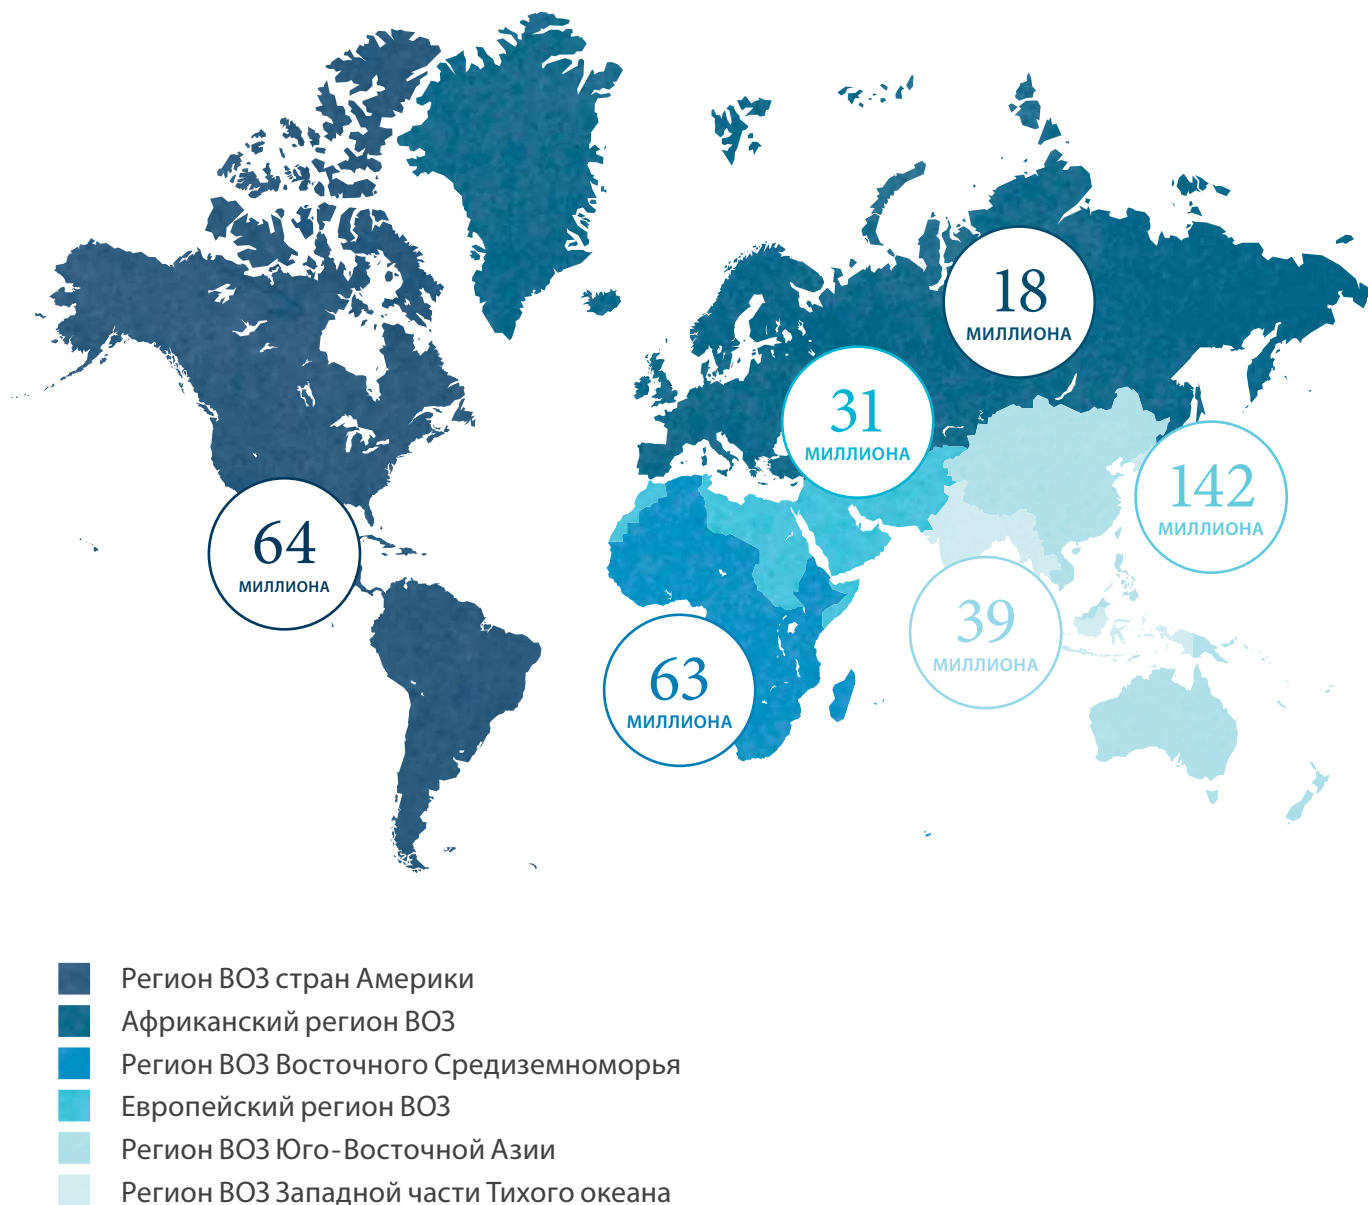 18
МИЛЛИОНА
31
МИЛЛИОНА
142
МИЛЛИОНА
64
МИЛЛИОНА
39
МИЛЛИОНА
63
МИЛЛИОНА
Регион ВОЗ стран Америки
Африканский регион ВОЗ
Регион ВОЗ Восточного Средиземноморья
Европейский регион ВОЗ
Регион ВОЗ Юго-Восточной Азии
Регион ВОЗ Западной части Тихого океана